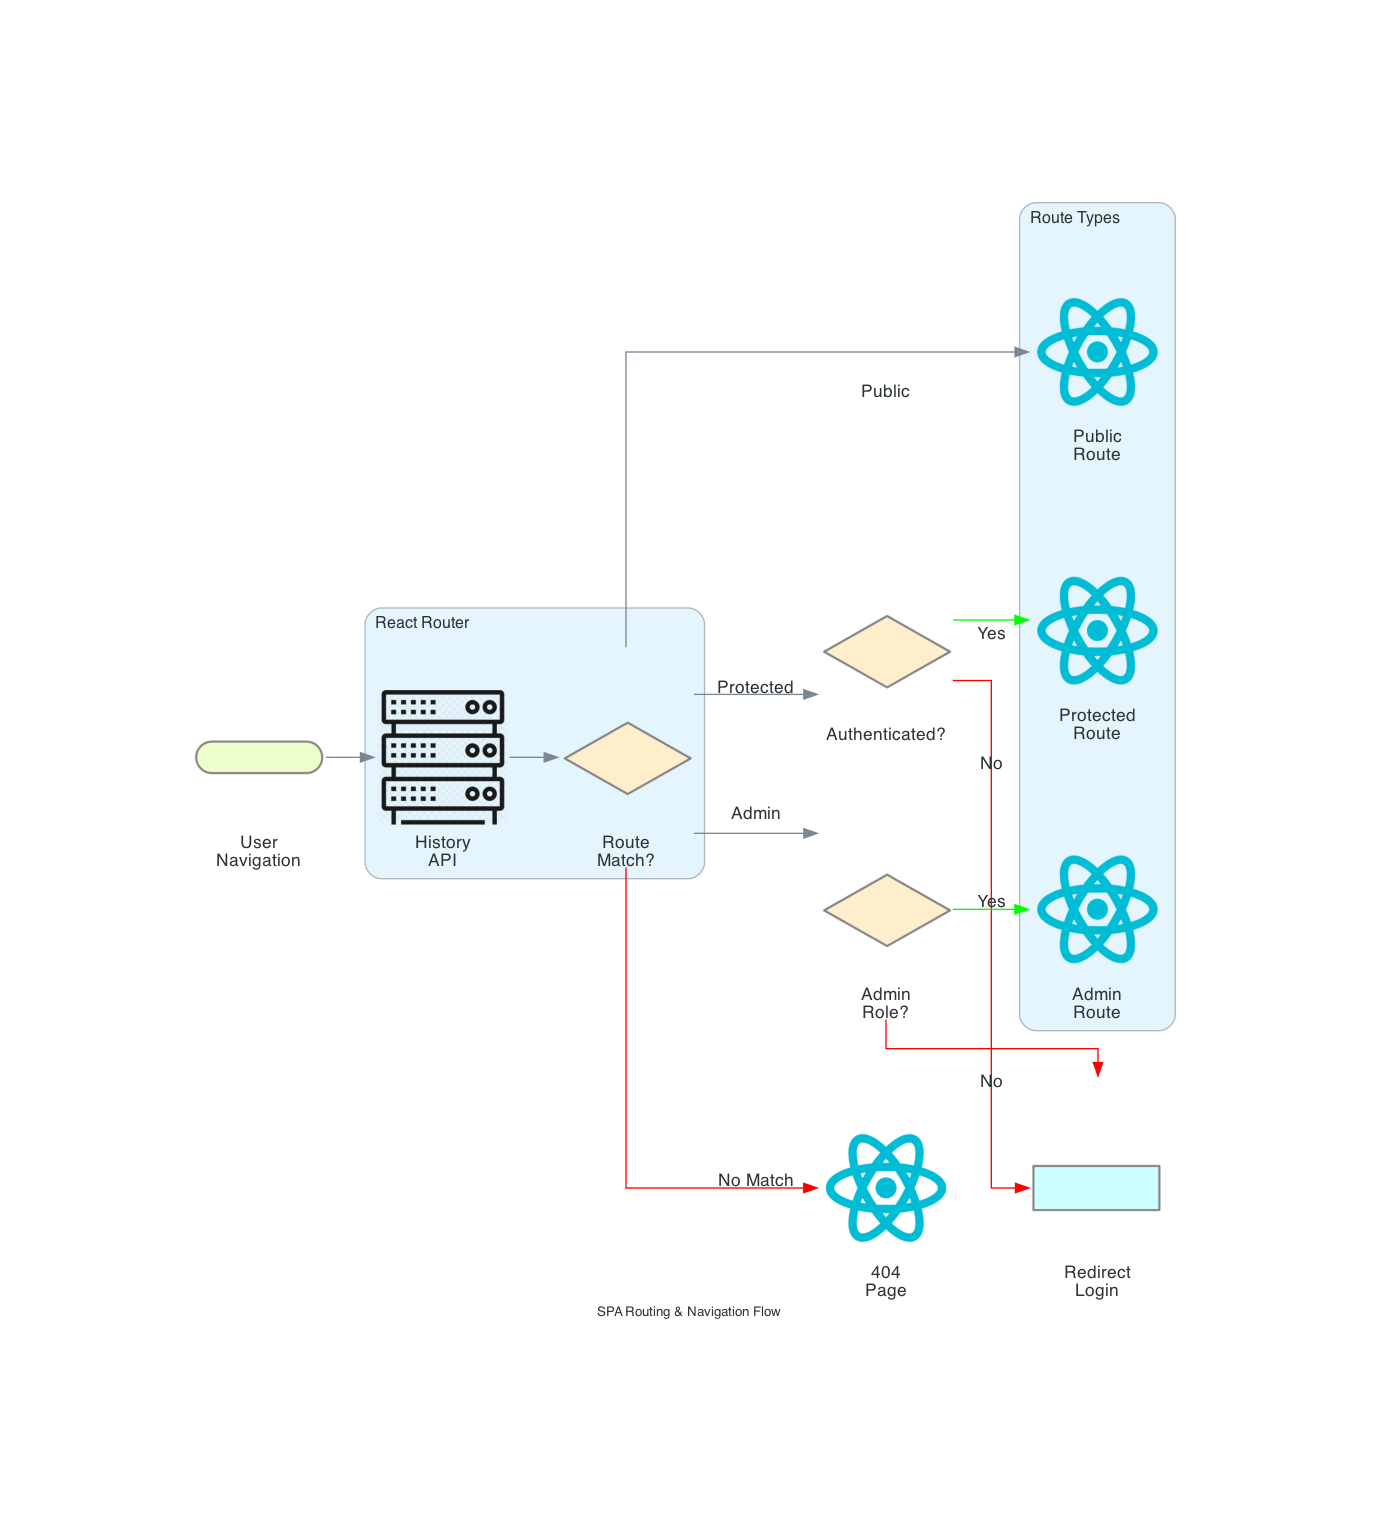 Route Types
Public
Public
Route
React Router
Yes
Protected
Authenticated?
Protected
Route
No
Admin
User
Navigation
History
API
Route
Match?
Yes
Admin
Role?
Admin
Route
No
No Match
404
Page
Redirect
Login
SPA Routing & Navigation Flow